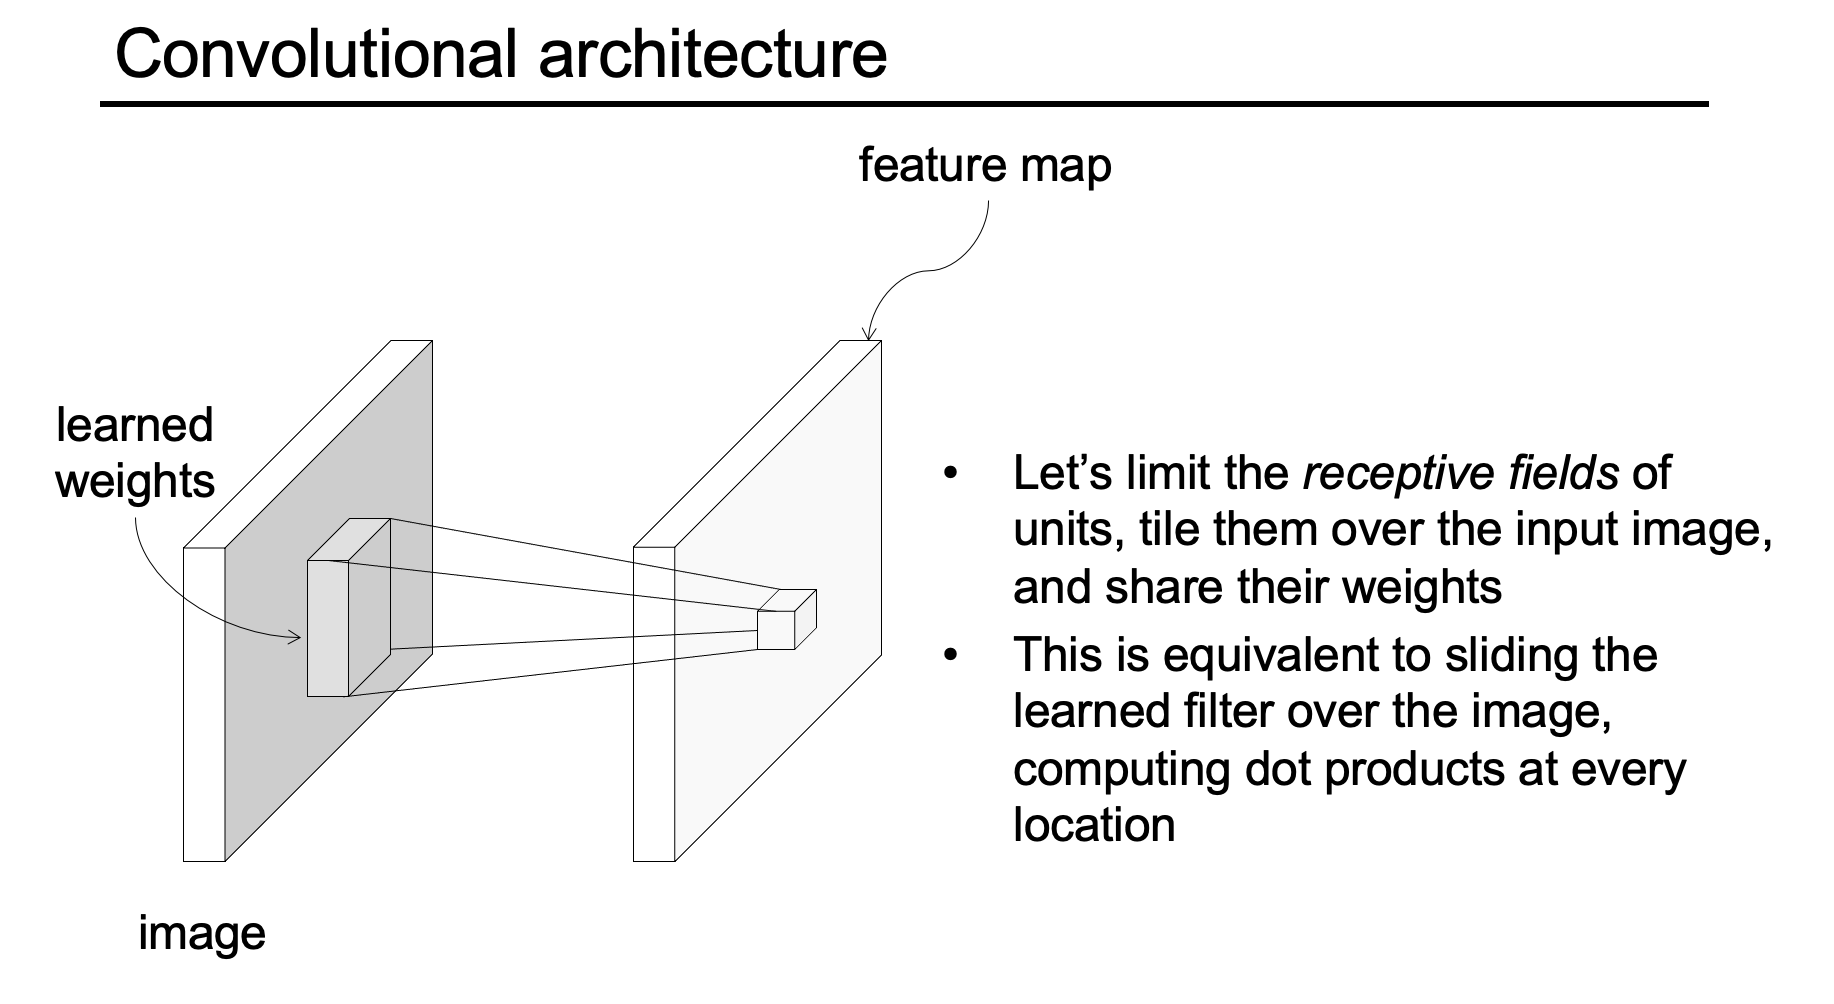 Convolutional architecture
feature map
learned
weights
image
• Let’s limit the receptive fields of
units, tile them over the input image,
and share their weights
• This is equivalent to sliding the
learned filter over the image,
computing dot products at every
location